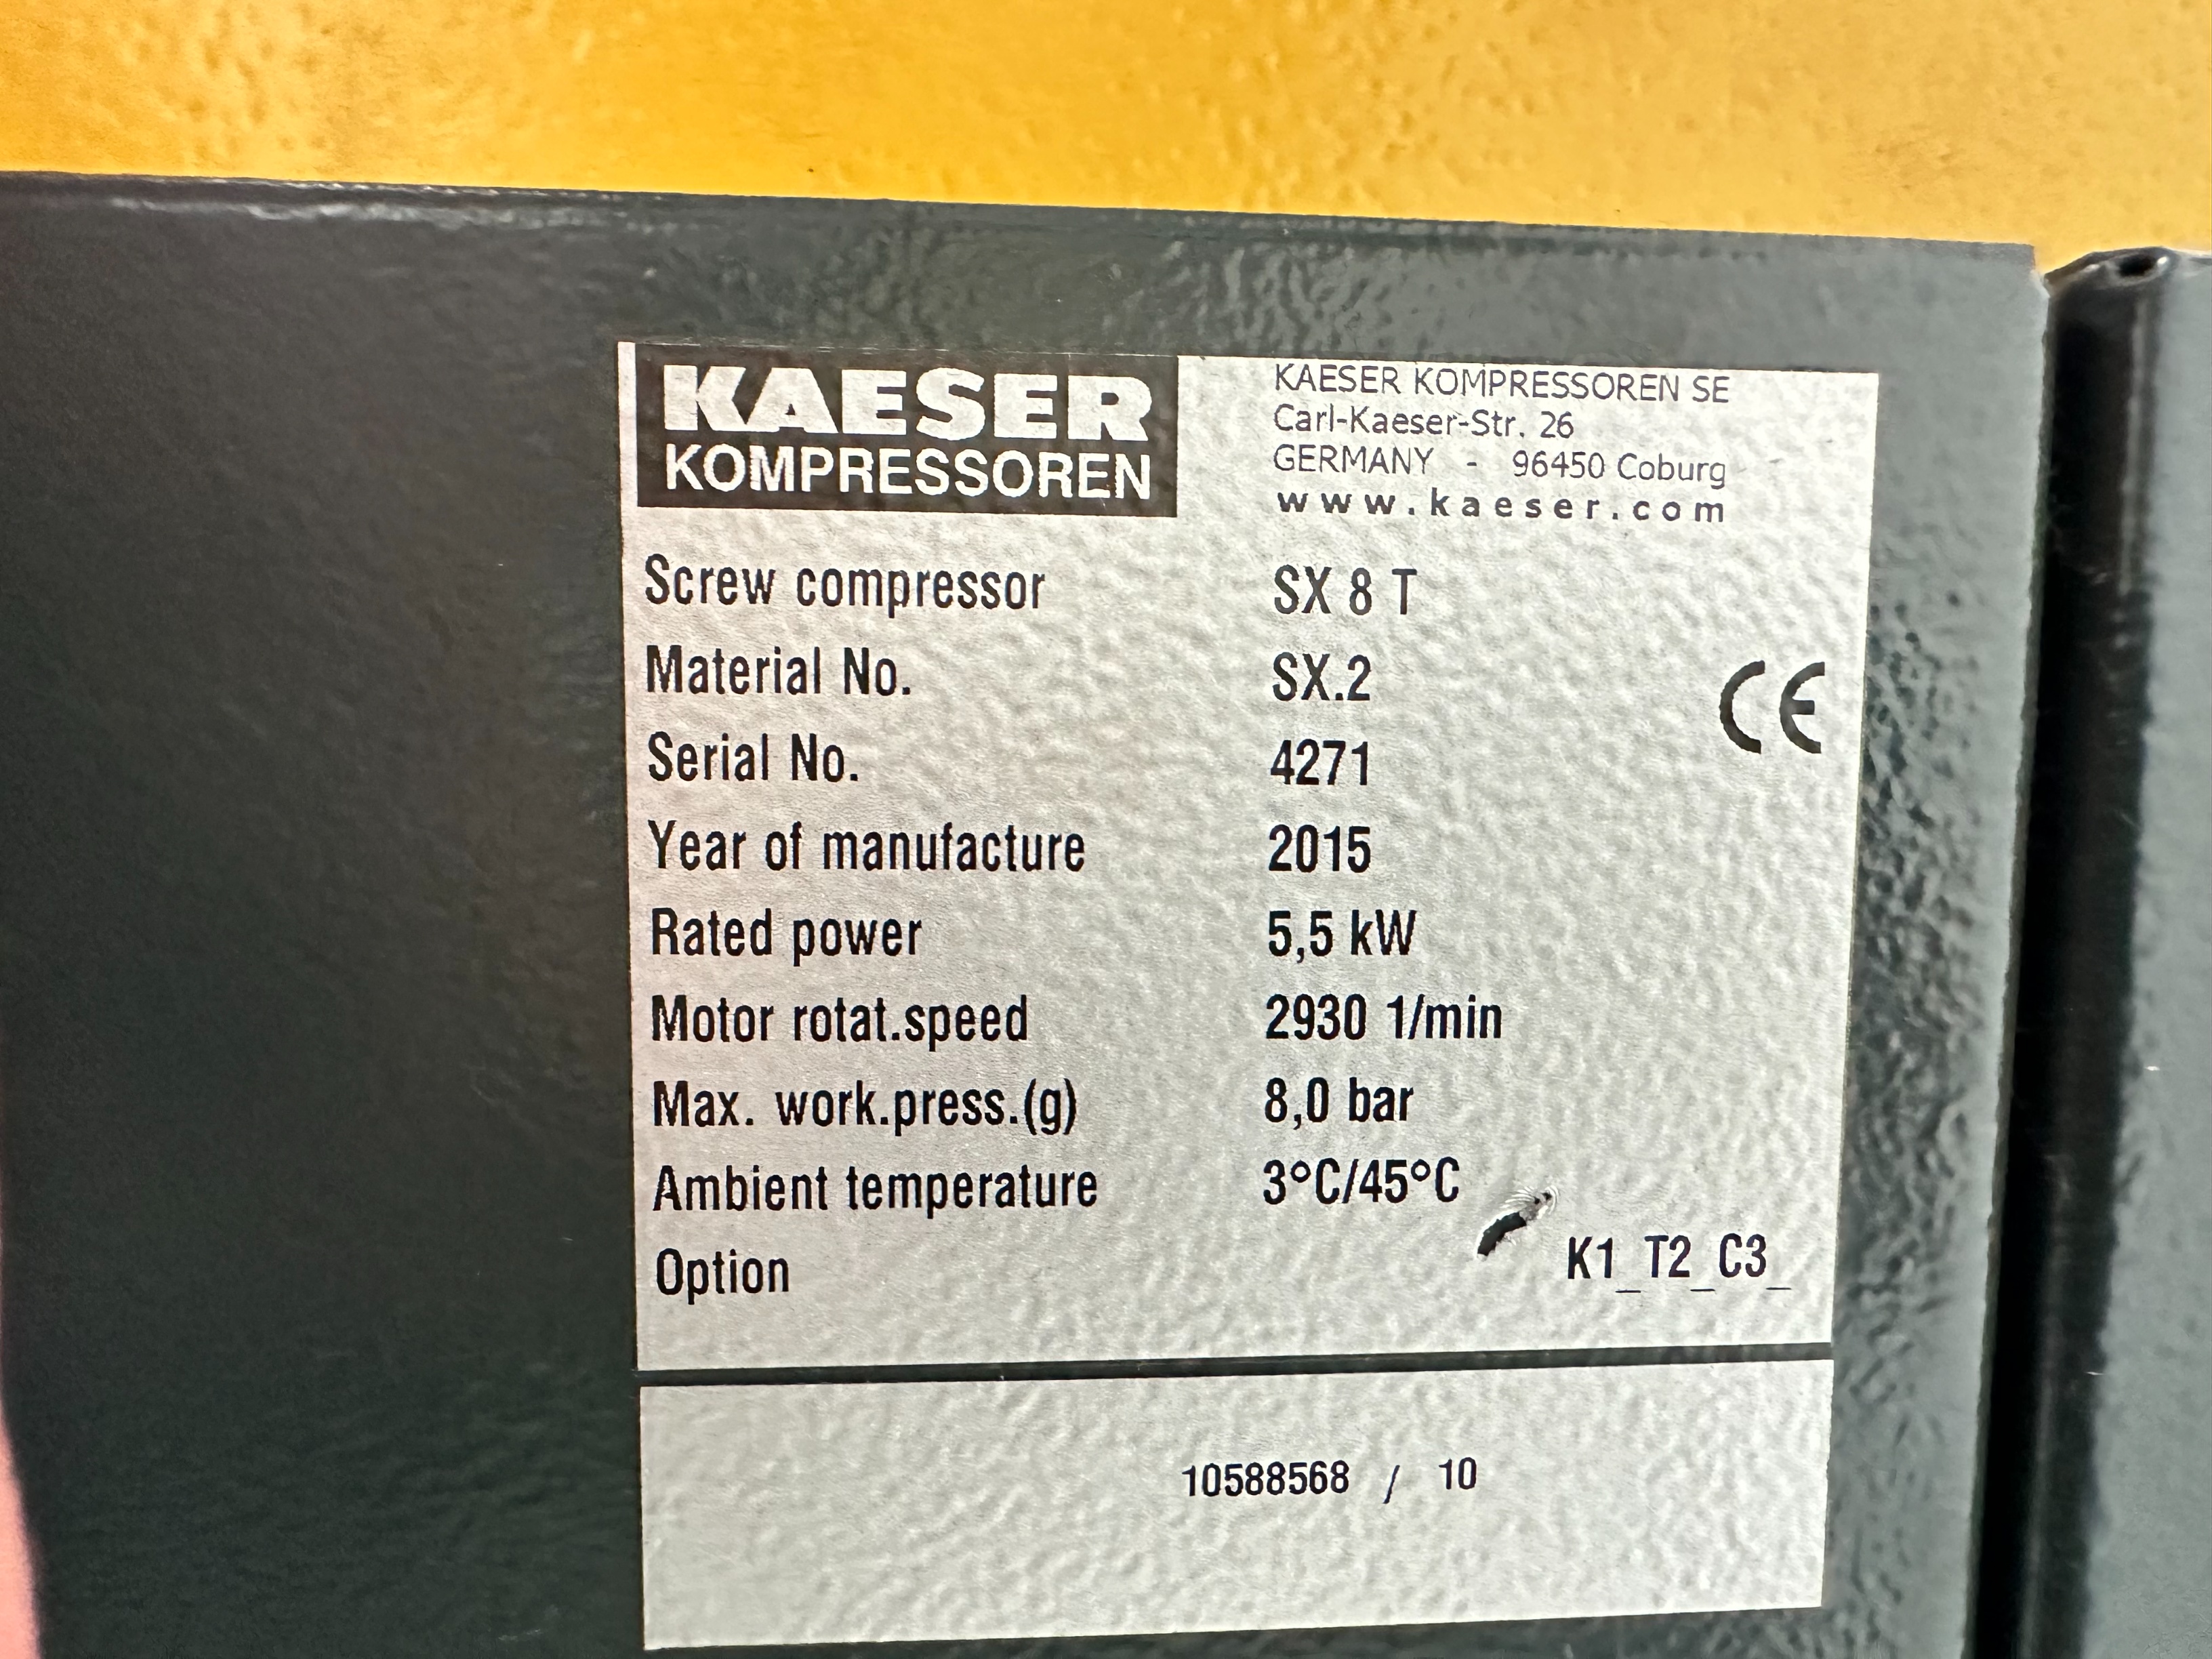 KAESER
KOMPRESSOREN
KAESER KOMPRESSOREN SE
Carl-Kaeser-Str. 26
GERMANY - 96450 Coburg
www.kaeser.com
Screw compressor SX 8 T
Material No. SX.2
CE
Serial No. 4271
Year of manufacture 2015
Rated power 5,5 kW
Motor rotat.speed 2930 1/min
Max. work.press.(g) 8,0 bar
Ambient temperature 3°C/45°C
Option K1_T2_C3_
10588568 / 10